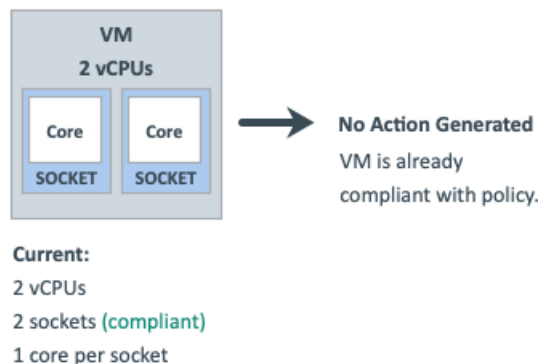 VM
2 vCPUs
Core
Core
SOCKET
SOCKET
No Action Generated
VM is already
compliant with policy.
Current:
2 vCPUs
2 sockets (compliant)
1 core per socket